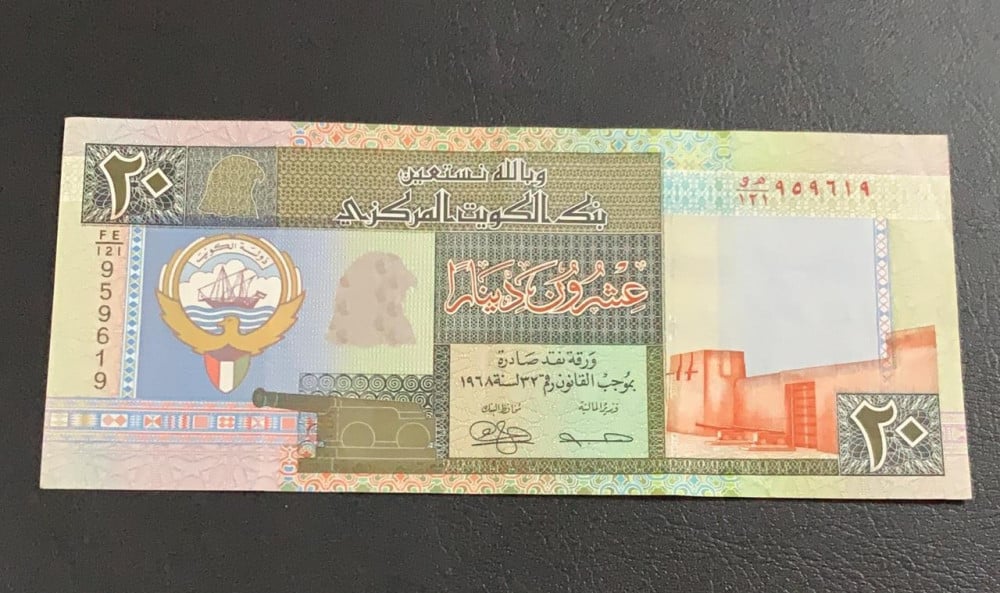 ٢٠
وبالله نستعين
بنك الكويت المركزي
و م
١٢١
٩٥٩٦١٩
FE
121
959619
دولة الكويت
عشرون دينارا
ورقة نقد صادرة
بموجب القانون رقم ٣٢ لسنة ١٩٦٨
وزير المالية
محافظ البنك
٢٠